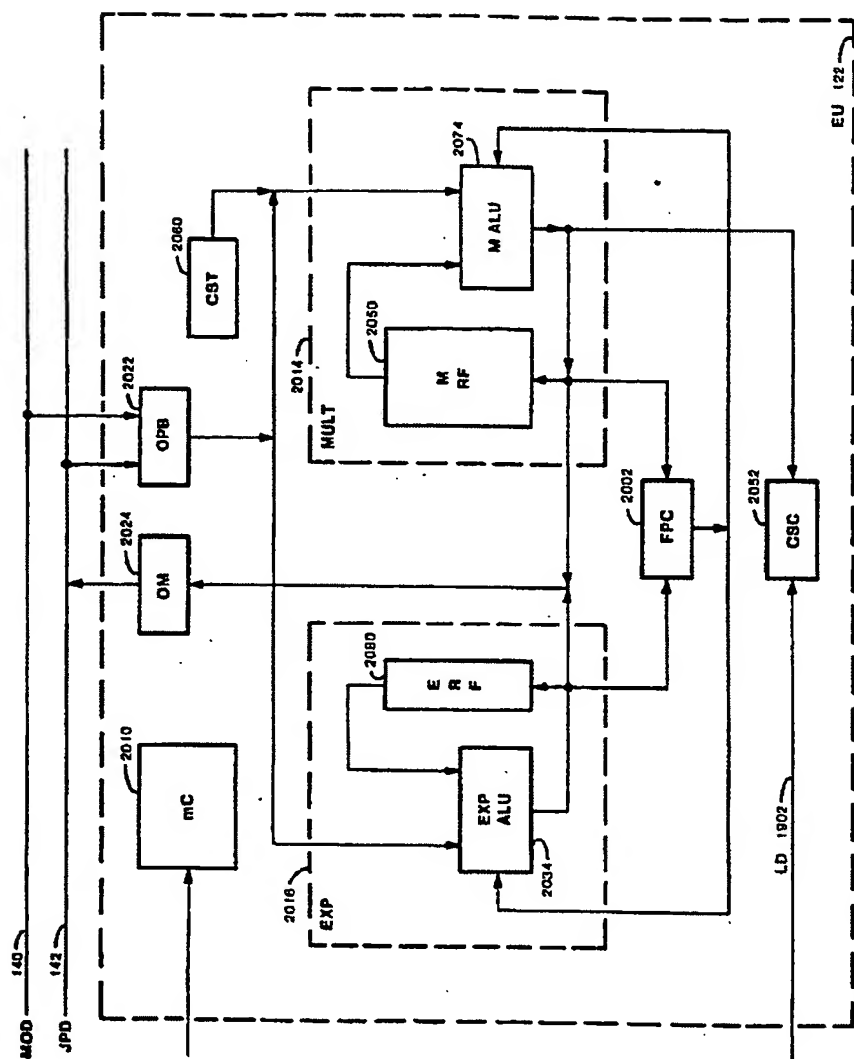 MOD
140
JPD
142
mC
2010
OM
2024
OPB
2022
CST
2060
2016
EXP
EXP
ALU
2034
E
R
F
2080
2014
MULT
M
RF
2050
M ALU
2074
FPC
2002
CSC
2052
LD 1902
EU 122